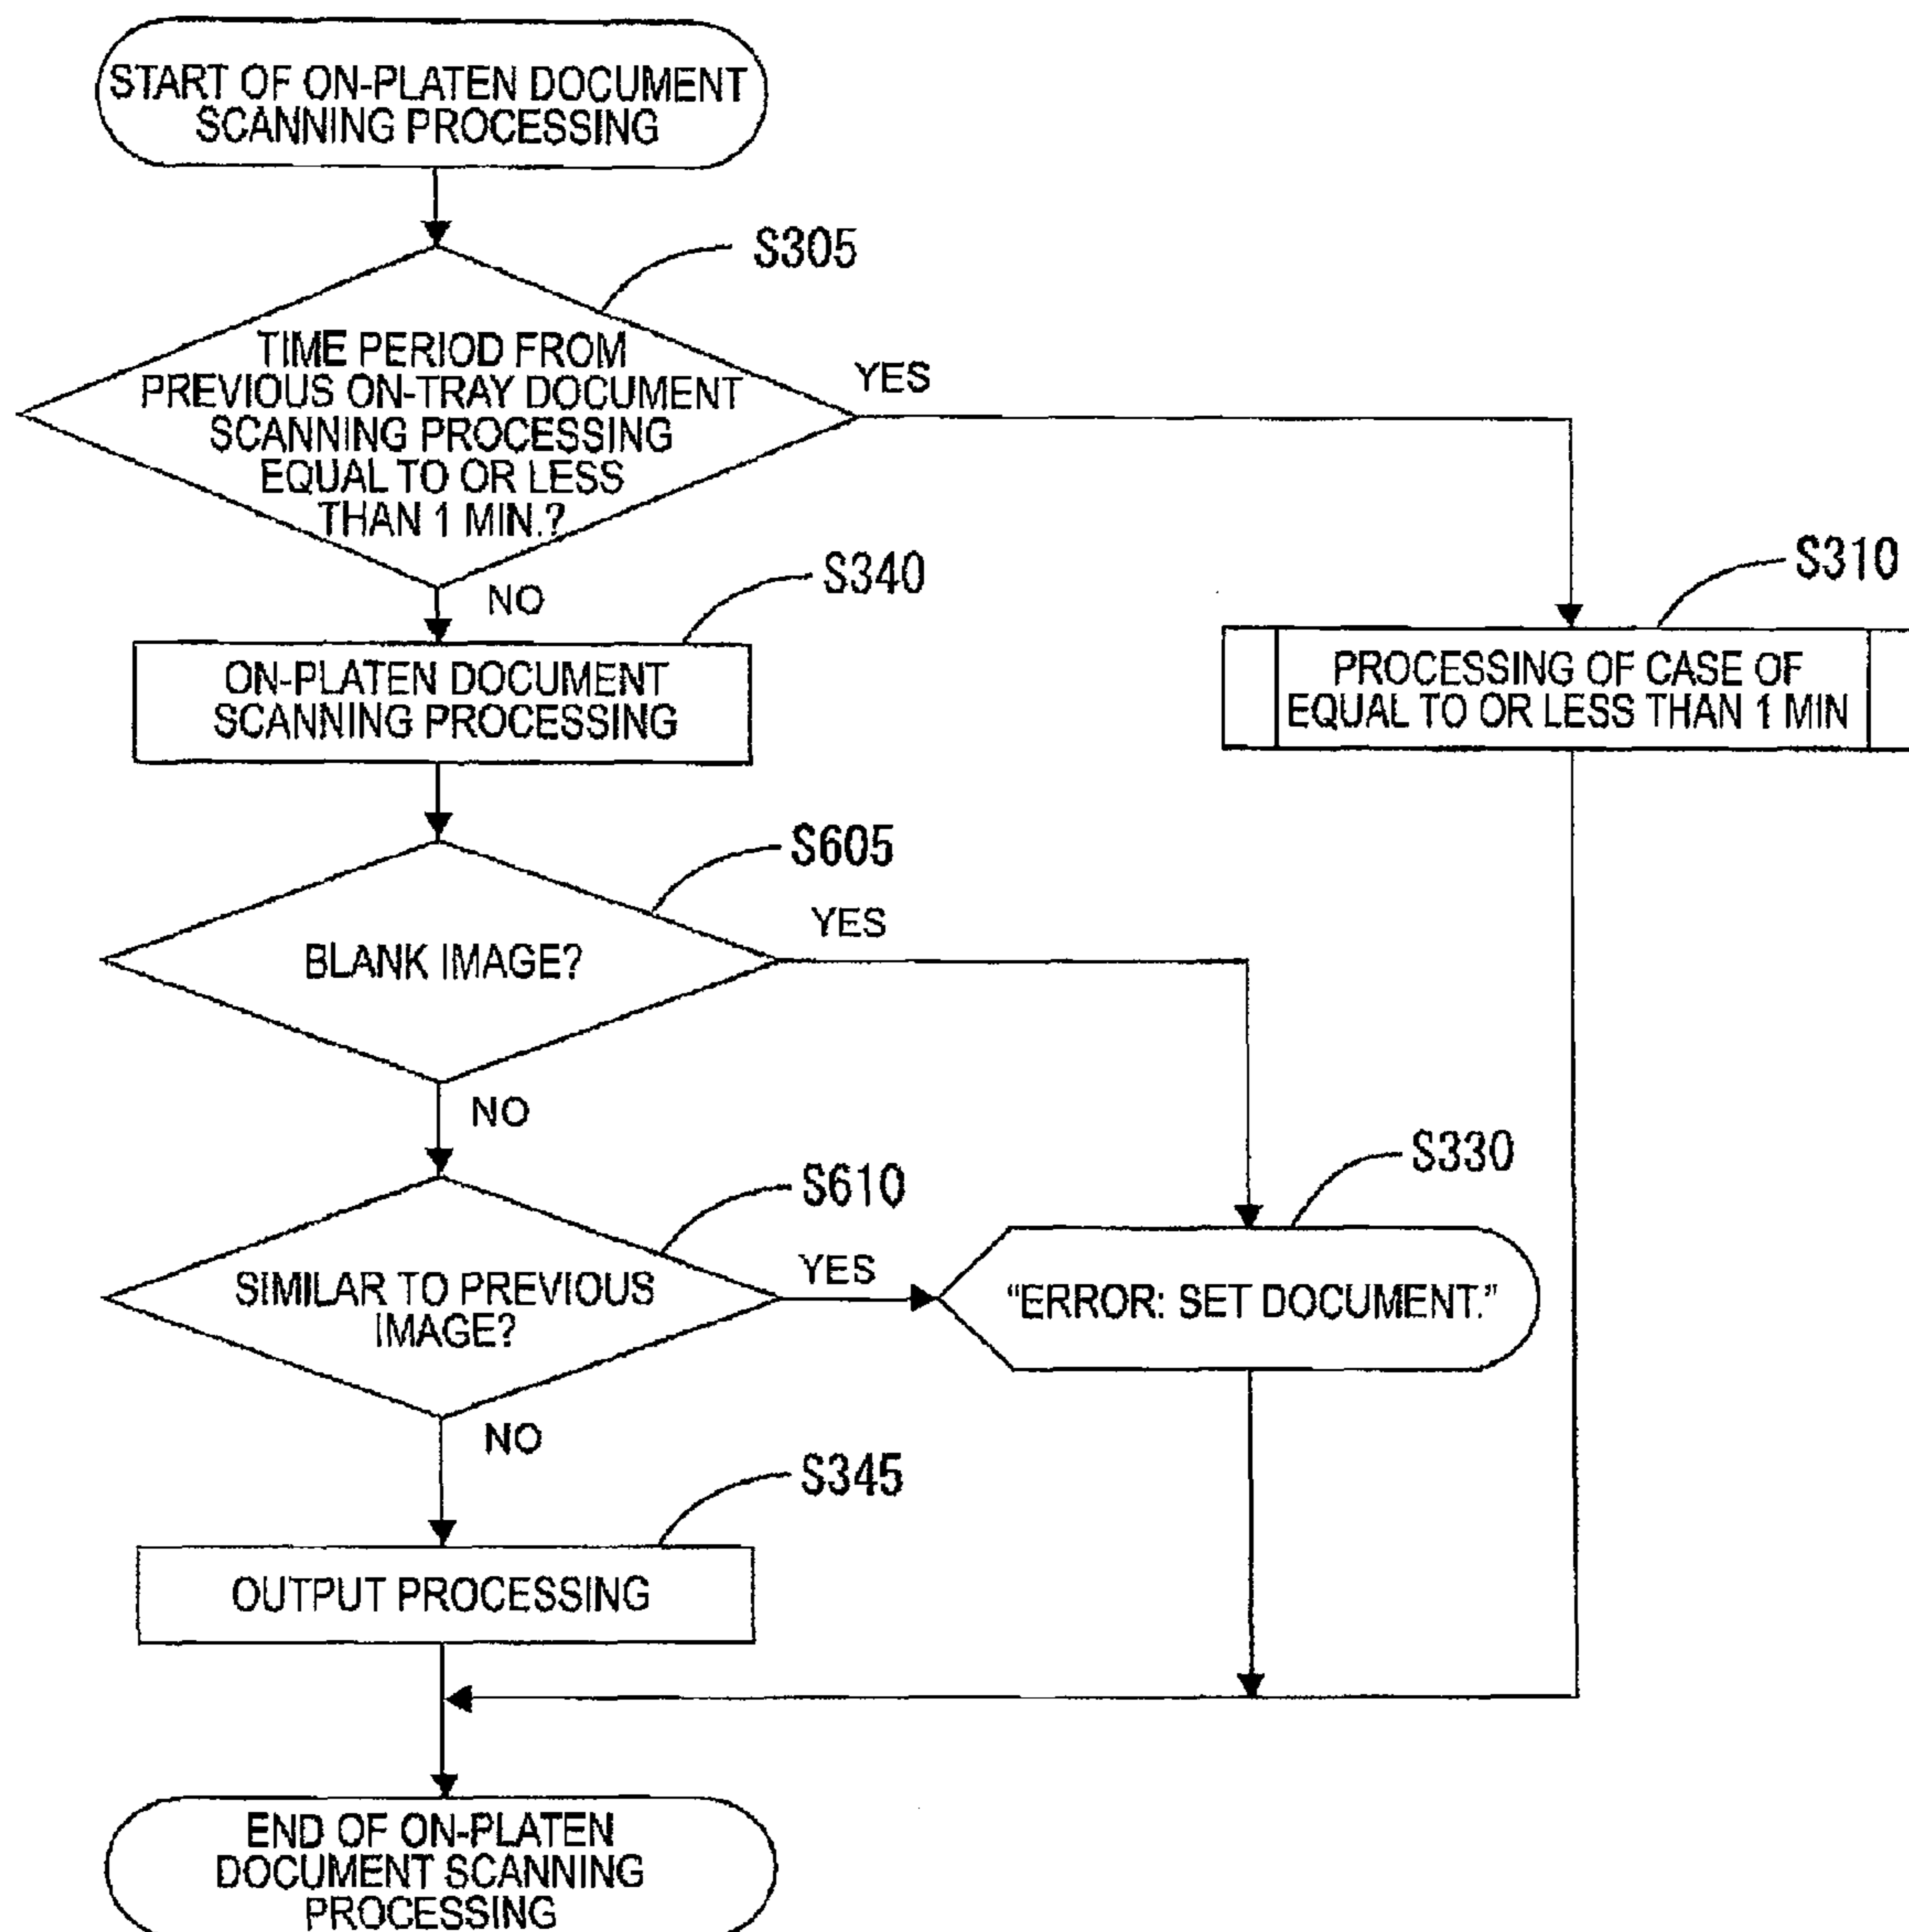 START OF ON-PLATEN DOCUMENT
SCANNING PROCESSING
S305
TIME PERIOD FROM
PREVIOUS ON-TRAY DOCUMENT
SCANNING PROCESSING
EQUAL TO OR LESS
THAN 1 MIN.?
YES
NO
S340
ON-PLATEN DOCUMENT
SCANNING PROCESSING
S310
PROCESSING OF CASE OF
EQUAL TO OR LESS THAN 1 MIN
S605
BLANK IMAGE?
YES
NO
S610
SIMILAR TO PREVIOUS
IMAGE?
YES
NO
S330
“ERROR: SET DOCUMENT.”
S345
OUTPUT PROCESSING
END OF ON-PLATEN
DOCUMENT SCANNING
PROCESSING